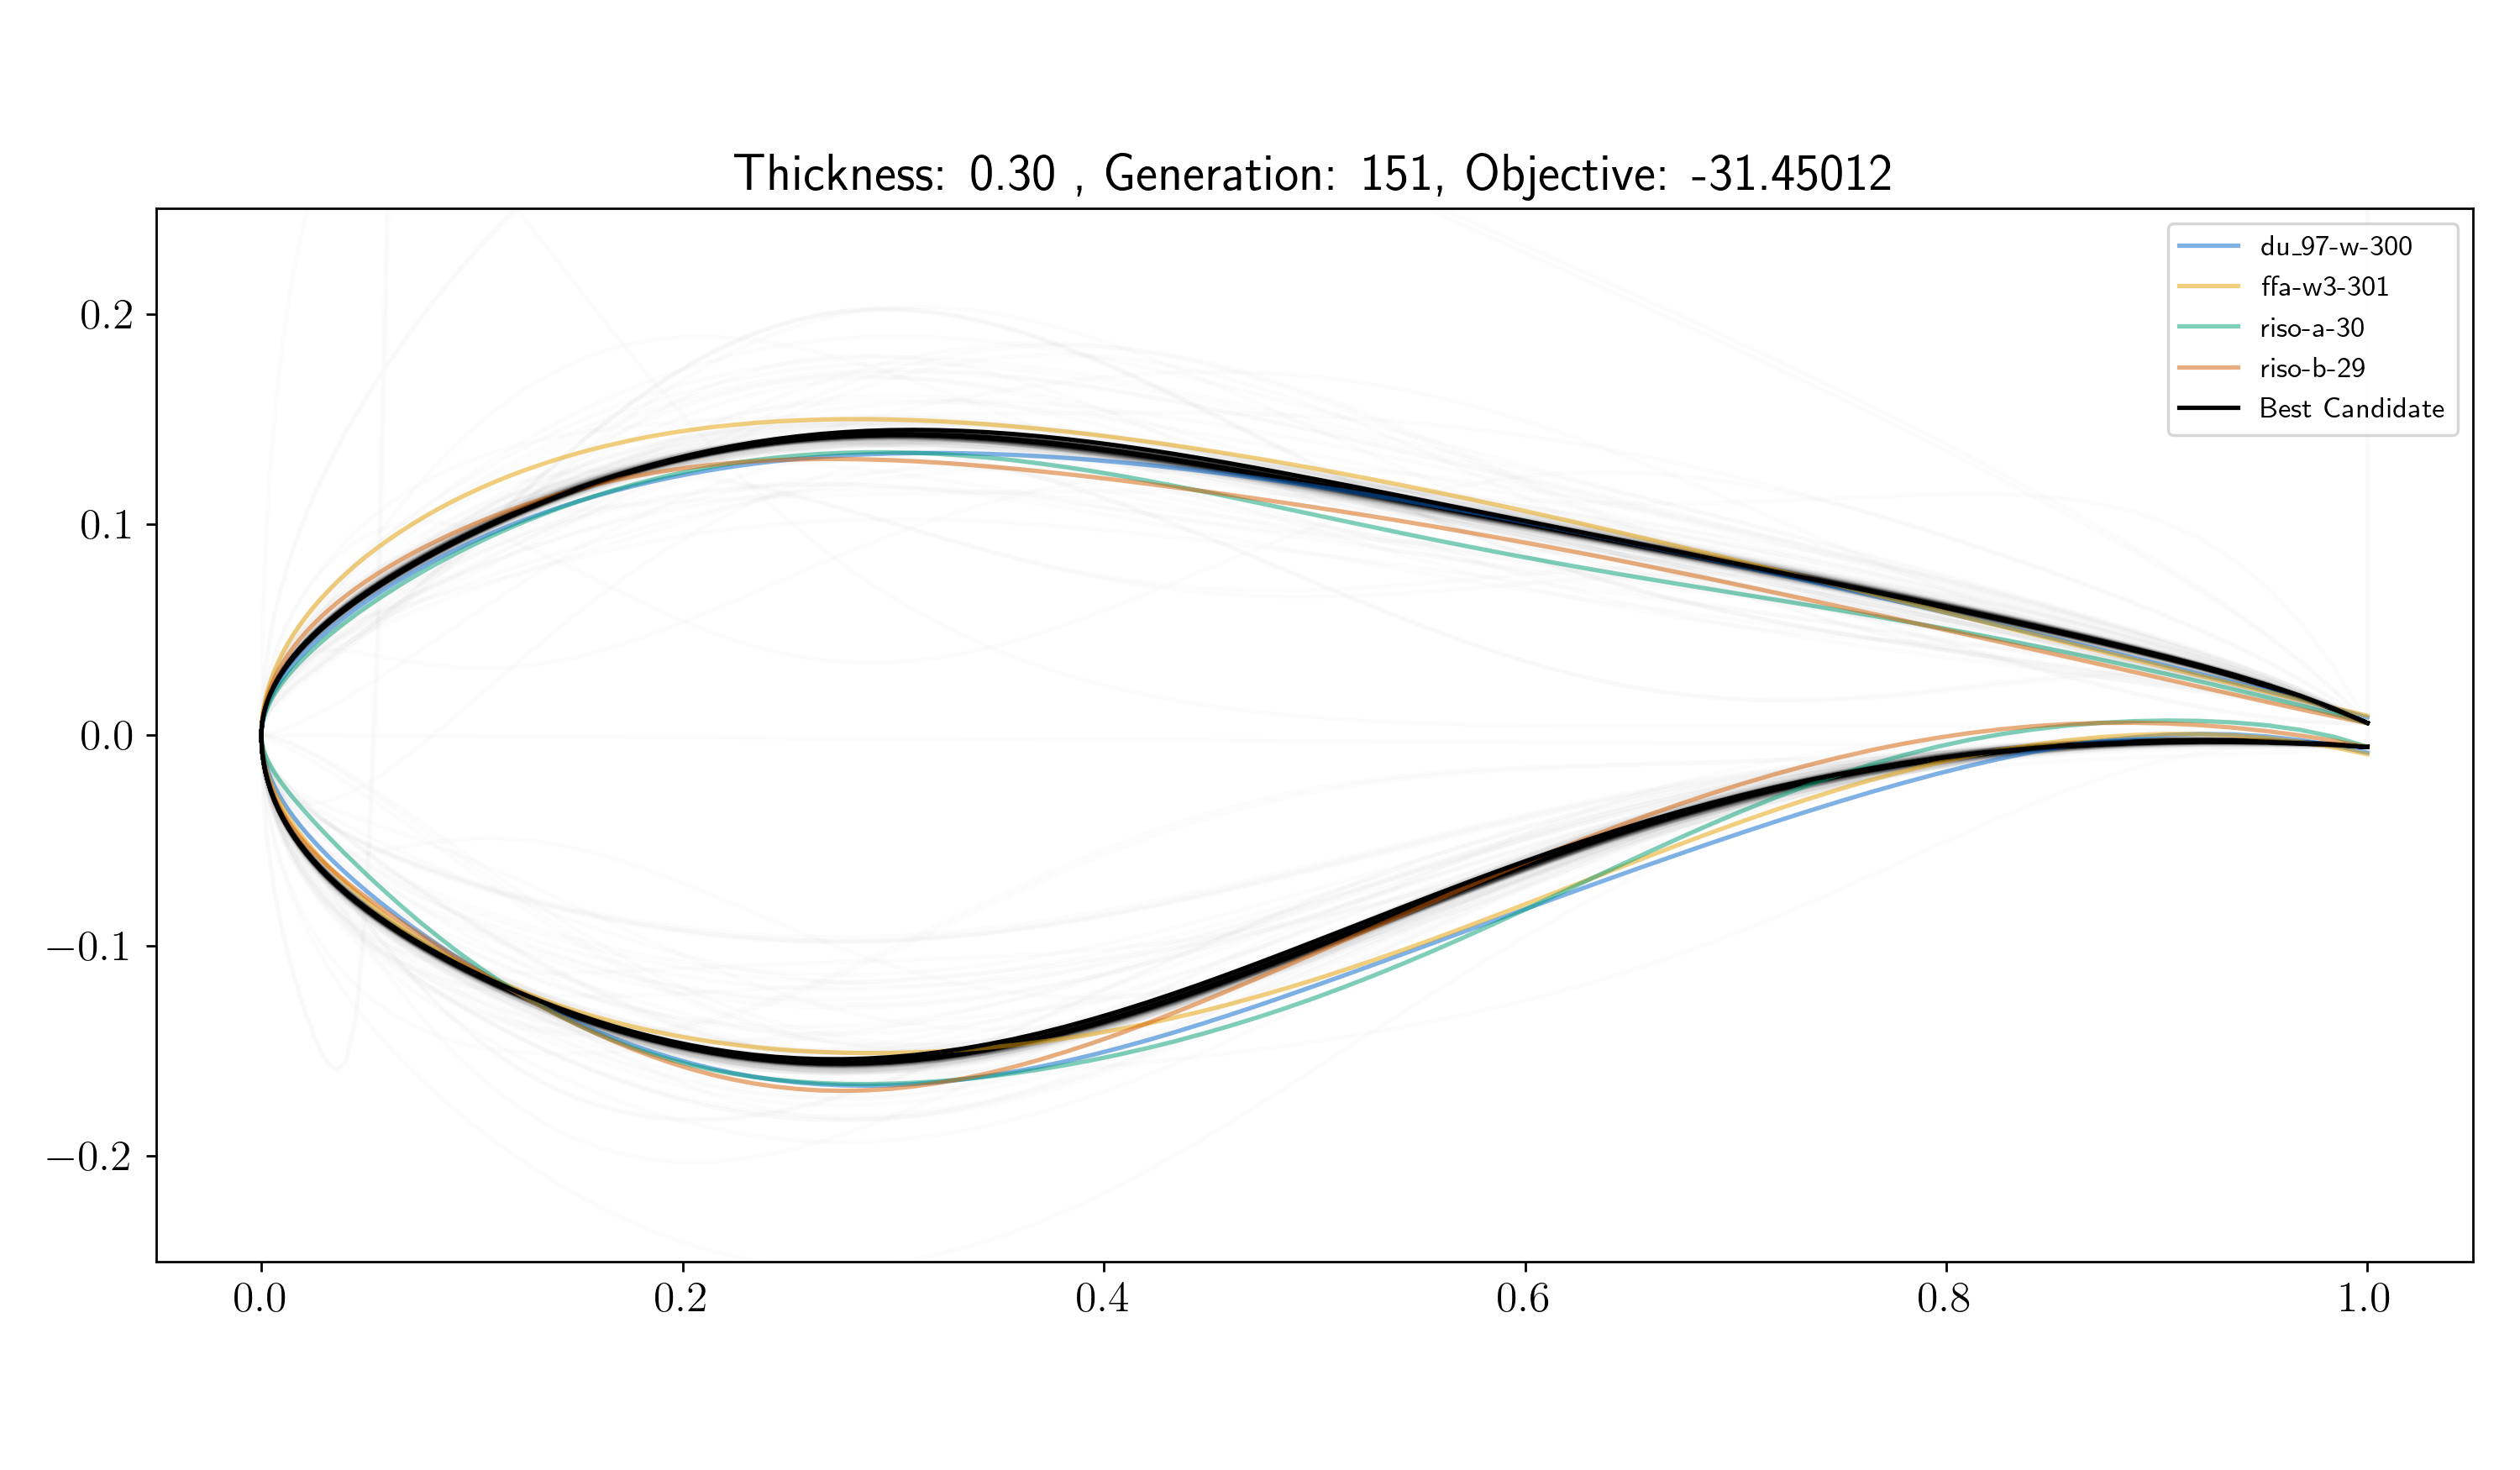 Thickness: 0.30 , Generation: 151, Objective: -31.45012
du_97-w-300
ffa-w3-301
riso-a-30
riso-b-29
Best Candidate
0.2
0.1
0.0
−0.1
−0.2
0.0 0.2 0.4 0.6 0.8 1.0